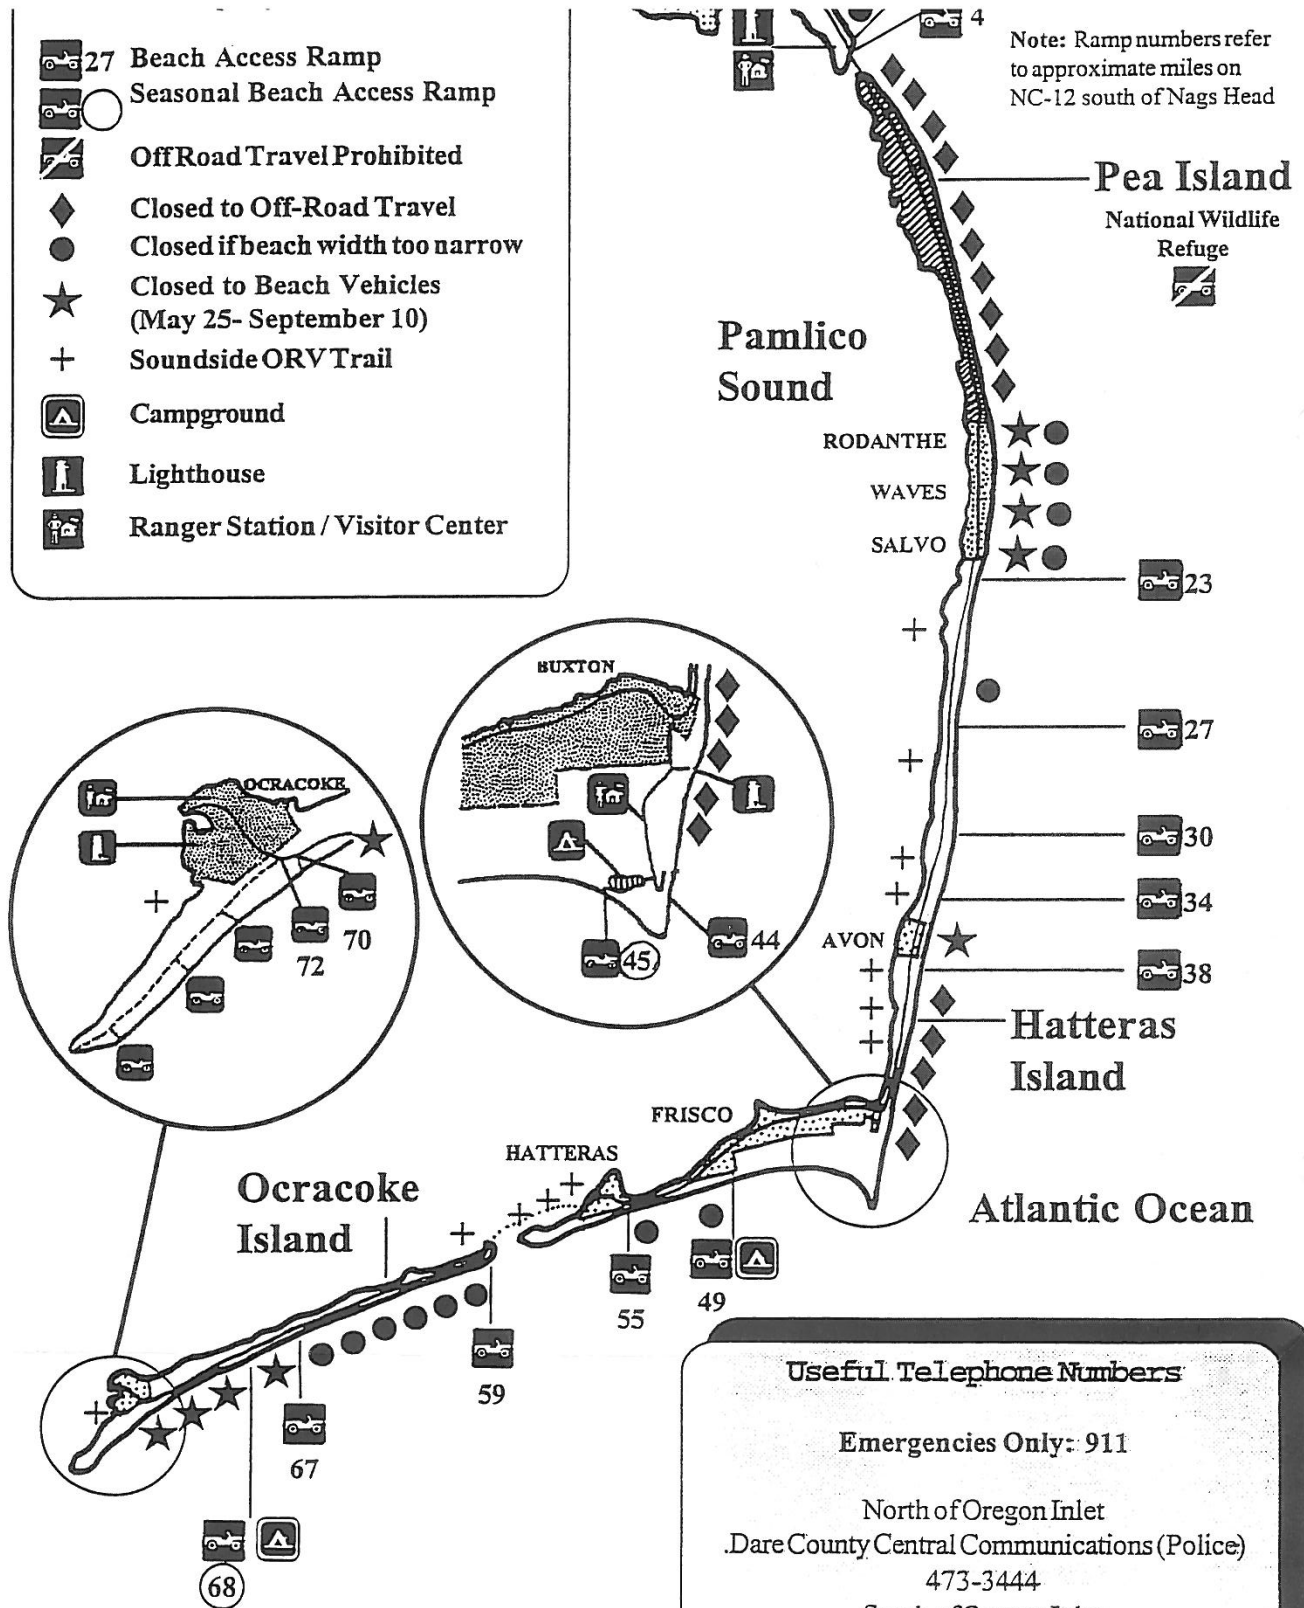 27 Beach Access Ramp
Seasonal Beach Access Ramp
Off Road Travel Prohibited
Closed to Off-Road Travel
Closed if beach width too narrow
Closed to Beach Vehicles
(May 25- September 10)
Soundside ORV Trail
Campground
Lighthouse
Ranger Station / Visitor Center
4
Note: Ramp numbers refer
to approximate miles on
NC-12 south of Nags Head
Pea Island
National Wildlife
Refuge
Pamlico
Sound
RODANTHE
WAVES
SALVO
23
27
30
34
AVON
38
Hatteras
Island
BUXTON
44
45
OCRACOKE
70
72
FRISCO
HATTERAS
Atlantic Ocean
Ocracoke
Island
55
49
59
67
68
Useful Telephone Numbers
Emergencies Only: 911
North of Oregon Inlet
.Dare County Central Communications (Police)
473-3444